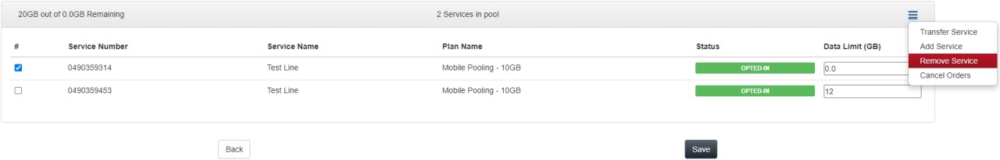 20GB out of 0.0GB Remaining 2 Services in pool
Transfer Service
Add Service
Remove Service
Cancel Orders
# Service Number Service Name Plan Name Status Data Limit (GB)
0490359314 Test Line Mobile Pooling - 10GB OPTED-IN 0.0
0490359453 Test Line Mobile Pooling - 10GB OPTED-IN 12
Back Save